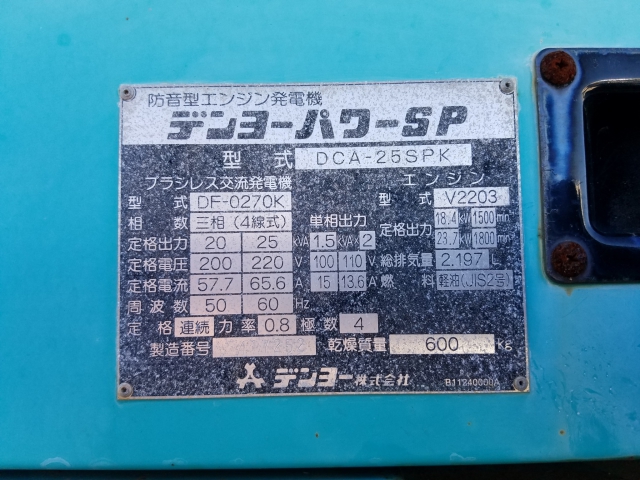 防音型エンジン発電機
デンヨーパワーSP
型式 DCA-25SPK
ブラシレス交流発電機 エンジン
型式 DF-0270K 型式 V2203
相数 三相(4線式) 単相出力 定格出力 18.4 kW 1500 min
定格出力 20 25 kVA 1.5 kVA×2 23.7 kW 1800 min
定格電圧 200 220 V 100 110 V 総排気量 2.197 L
定格電流 57.7 65.6 A 15 13.6 A 燃料 軽油(JIS2号)
周波数 50 60 Hz
定格 連続 力率 0.8 極数 4
製造番号 乾燥質量 600 kg
デンヨー株式会社 B11240000A